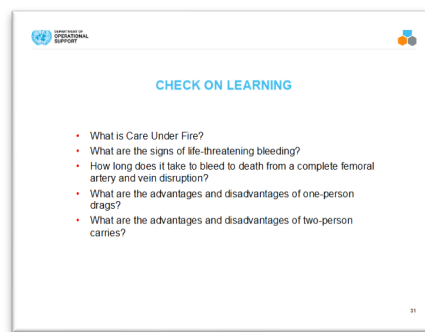 DEPARTMENT OF
OPERATIONAL
SUPPORT
CHECK ON LEARNING
• What is Care Under Fire?
• What are the signs of life-threatening bleeding?
• How long does it take to bleed to death from a complete femoral
artery and vein disruption?
• What are the advantages and disadvantages of one-person
drags?
• What are the advantages and disadvantages of two-person
carries?
31